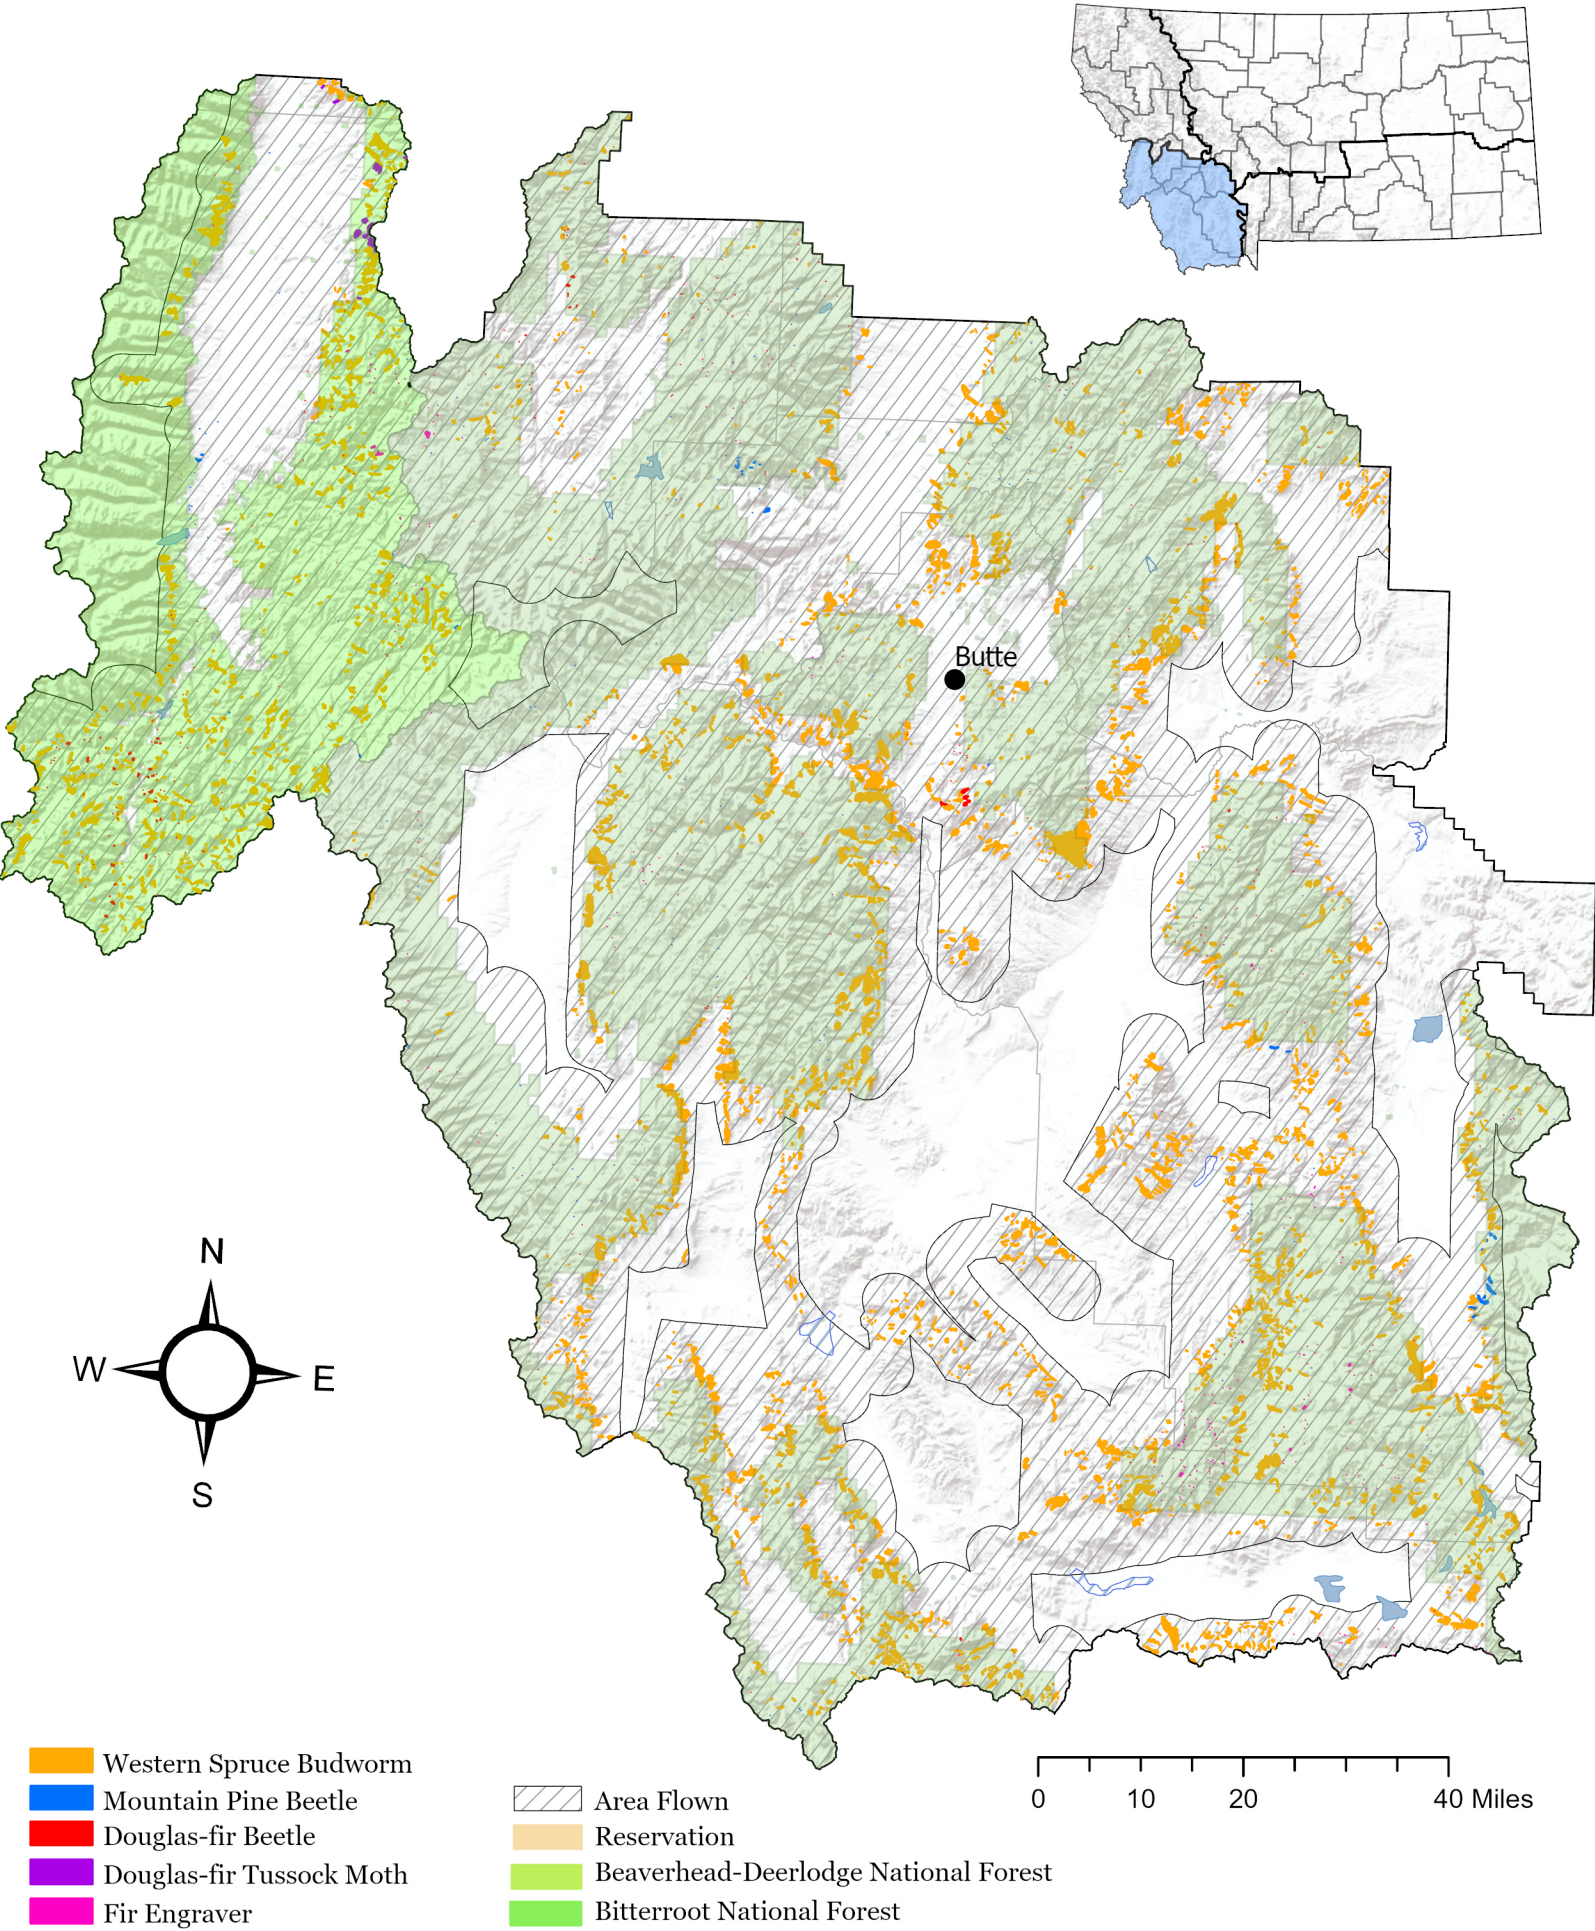 Butte
N
W
E
S
Western Spruce Budworm
Mountain Pine Beetle
Douglas-fir Beetle
Douglas-fir Tussock Moth
Fir Engraver
Area Flown
Reservation
Beaverhead-Deerlodge National Forest
Bitterroot National Forest
0 10 20 40 Miles